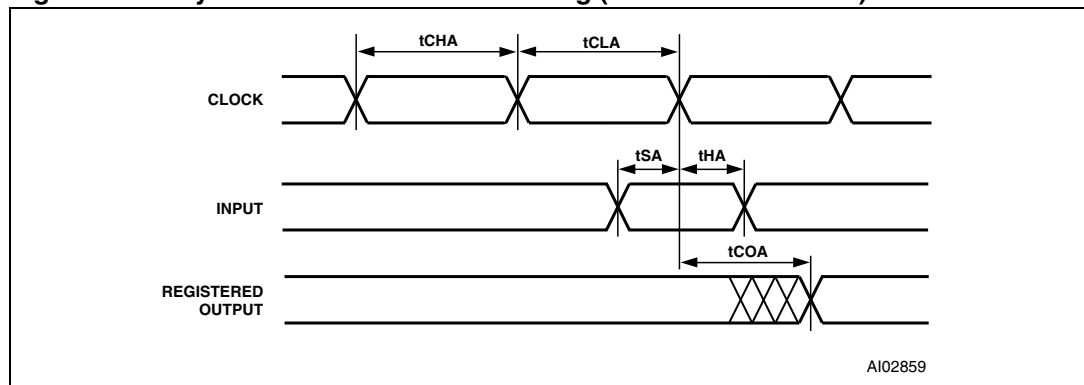 tCHA tCLA
CLOCK
tSA tHA
INPUT
tCOA
REGISTERED
OUTPUT
AI02859